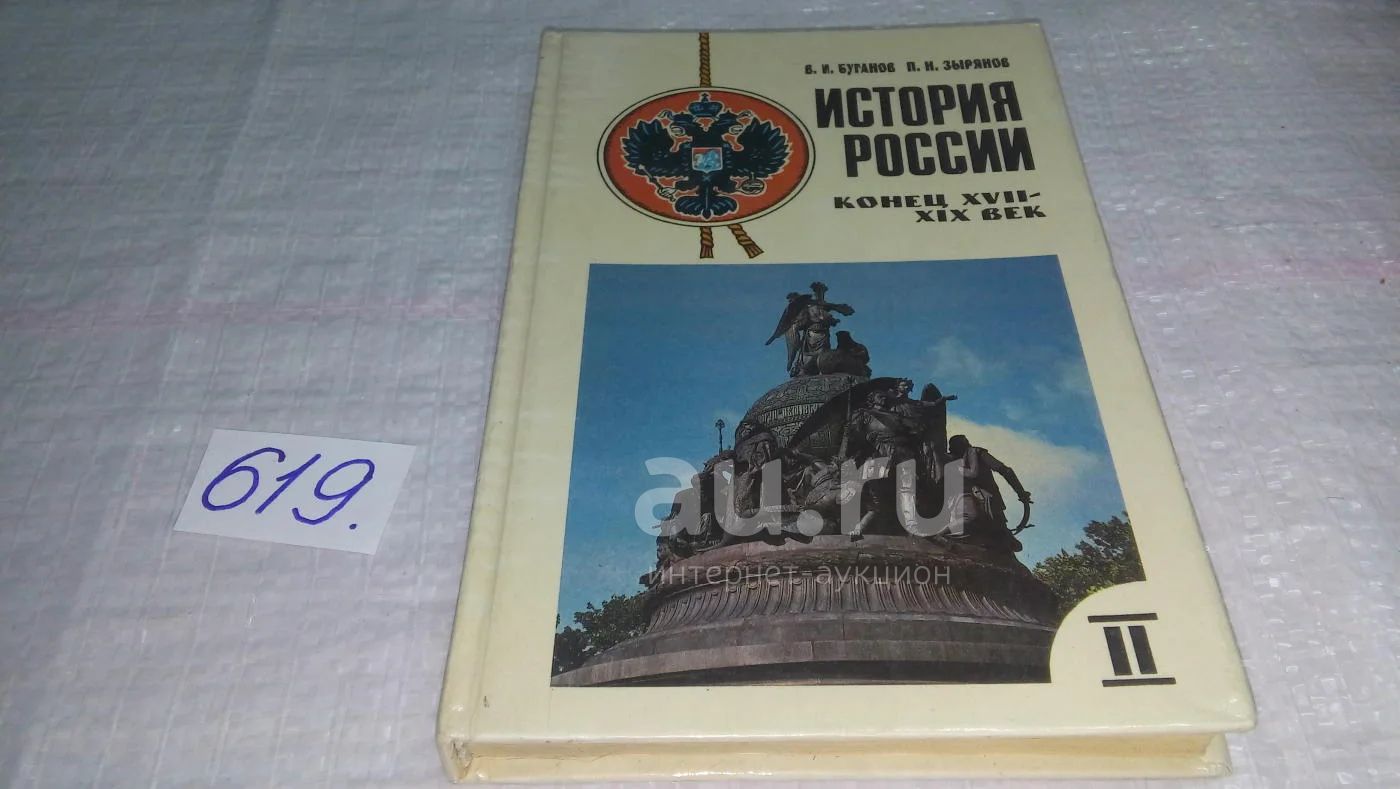 В. И. БУГАНОВ П. Н. ЗЫРЯНОВ
ИСТОРИЯ
РОССИИ
КОНЕЦ XVII-
XIX ВЕК
619.
au.ru
интернет-аукцион
II